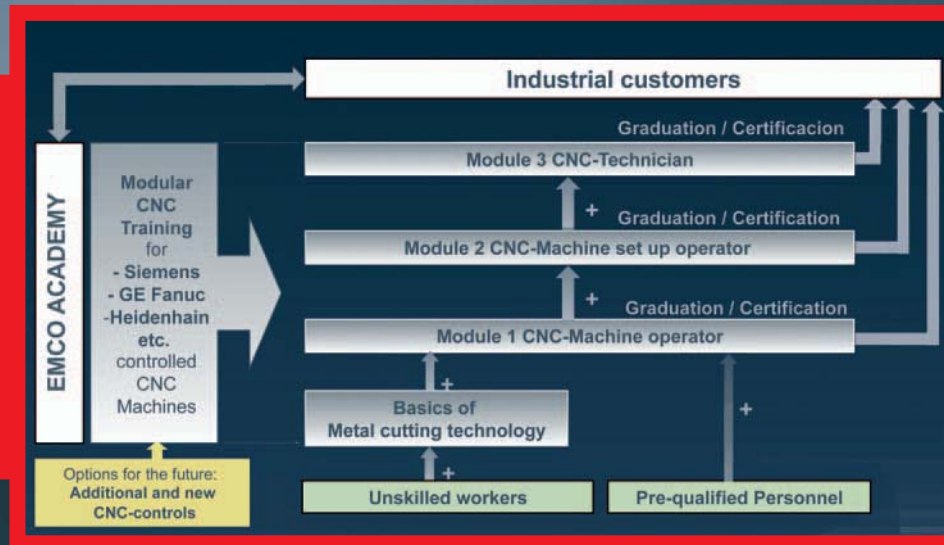 Industrial customers
Graduation / Certificacion
Module 3 CNC-Technician
+
Graduation / Certification
Module 2 CNC-Machine set up operator
+
Graduation / Certification
Module 1 CNC-Machine operator
+
+
Basics of
Metal cutting technology
+
Unskilled workers
Pre-qualified Personnel
EMCO ACADEMY
Modular
CNC
Training
for
- Siemens
- GE Fanuc
-Heidenhain
etc.
controlled
CNC
Machines
Options for the future:
Additional and new
CNC-controls